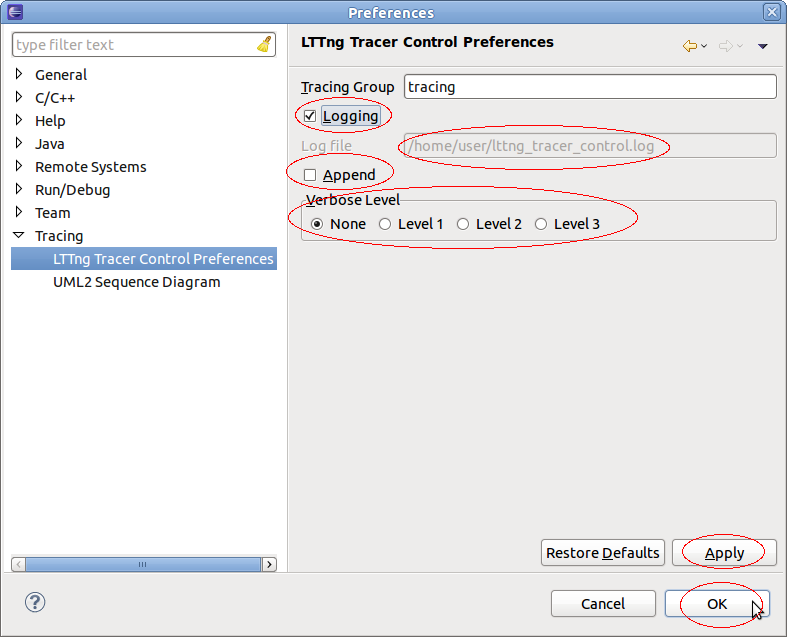 Preferences
type filter text
General
C/C++
Help
Java
Remote Systems
Run/Debug
Team
Tracing
LTTng Tracer Control Preferences
UML2 Sequence Diagram
LTTng Tracer Control Preferences
Tracing Group tracing
Logging
Log file /home/user/lttng_tracer_control.log
Append
Verbose Level
None Level 1 Level 2 Level 3
Restore Defaults Apply
? Cancel OK